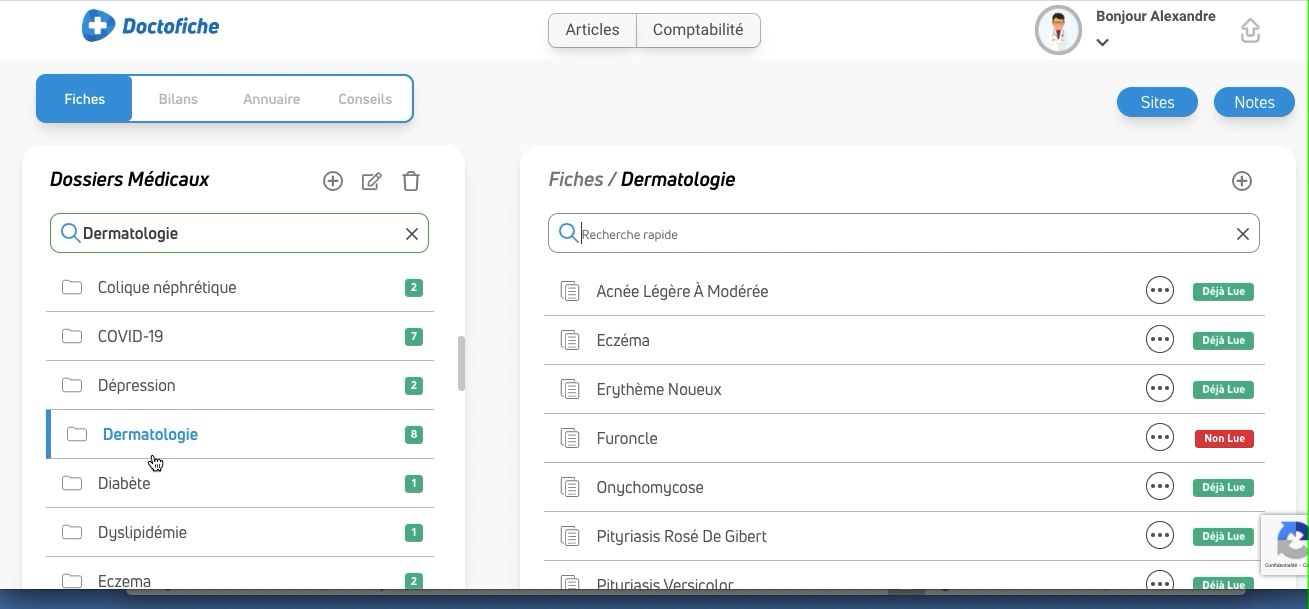 Doctofiche
Articles
Comptabilité
Bonjour Alexandre
Fiches
Bilans
Annuaire
Conseils
Sites
Notes
Dossiers Médicaux
Dermatologie
Colique néphrétique 2
COVID-19 7
Dépression 2
Dermatologie 8
Diabète 1
Dyslipidémie 1
Eczema 2
Fiches / Dermatologie
Recherche rapide
Acnée Légère À Modérée Déjà Lue
Eczéma Déjà Lue
Erythème Noueux Déjà Lue
Furoncle Non Lue
Onychomycose Déjà Lue
Pityriasis Rosé De Gibert Déjà Lue
Pityriasis Versicolor Déjà Lue
Confidentialité